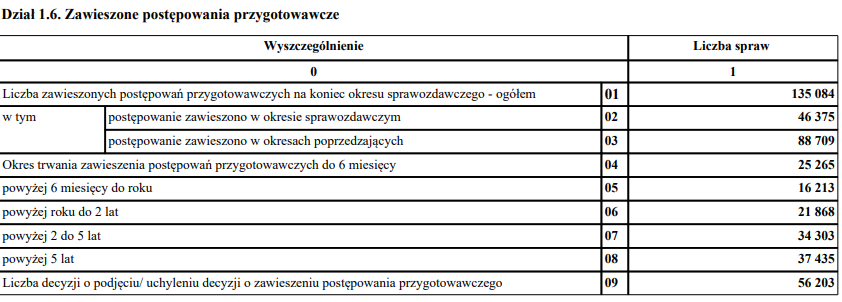 Dział 1.6. Zawieszone postępowania przygotowawcze
Wyszczególnienie Liczba spraw
0 1
Liczba zawieszonych postępowań przygotowawczych na koniec okresu sprawozdawczego - ogółem 01 135 084
w tym postępowanie zawieszono w okresie sprawozdawczym 02 46 375
postępowanie zawieszono w okresach poprzedzających 03 88 709
Okres trwania zawieszenia postępowań przygotowawczych do 6 miesięcy 04 25 265
powyżej 6 miesięcy do roku 05 16 213
powyżej roku do 2 lat 06 21 868
powyżej 2 do 5 lat 07 34 303
powyżej 5 lat 08 37 435
Liczba decyzji o podjęciu/ uchyleniu decyzji o zawieszeniu postępowania przygotowawczego 09 56 203